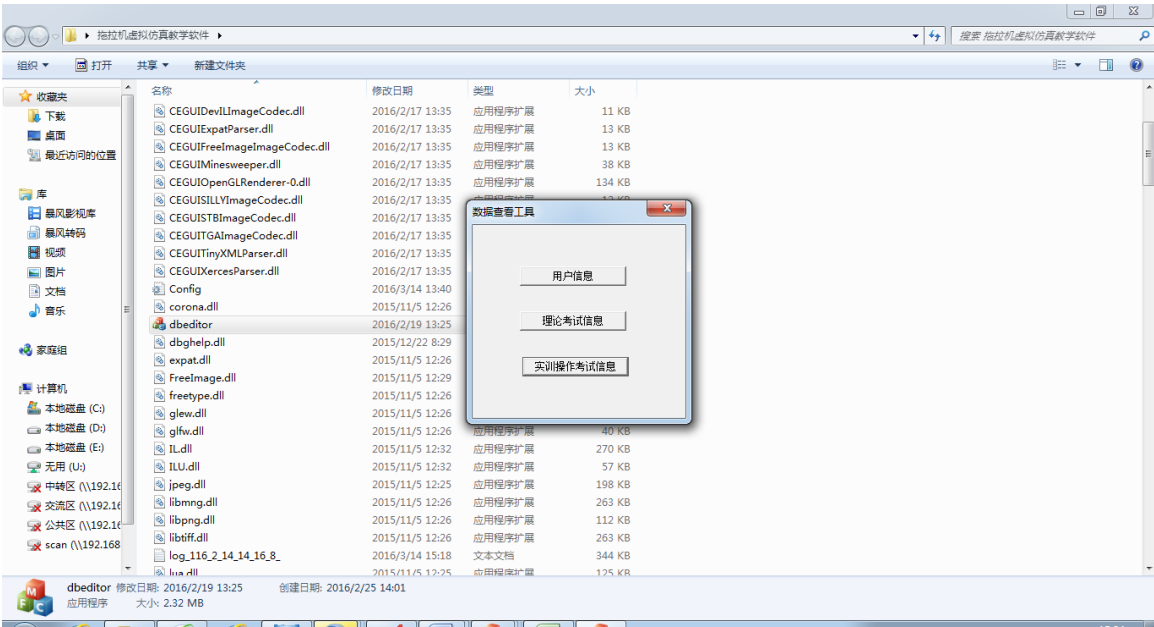 拖拉机虚拟仿真教学软件
搜索 拖拉机虚拟仿真教学软件
组织 打开 共享 新建文件夹
名称 修改日期 类型 大小
收藏夹
下载
桌面
最近访问的位置
库
暴风影视库
暴风转码
视频
图片
文档
音乐
家庭组
计算机
本地磁盘 (C:)
本地磁盘 (D:)
本地磁盘 (E:)
无用 (U:)
中转区 (\\192.16
交流区 (\\192.16
公共区 (\\192.16
scan (\\192.168
CEGUIDevILImageCodec.dll 2016/2/17 13:35 应用程序扩展 11 KB
CEGUIExpatParser.dll 2016/2/17 13:35 应用程序扩展 13 KB
CEGUIFreeImageImageCodec.dll 2016/2/17 13:35 应用程序扩展 13 KB
CEGUIMinesweeper.dll 2016/2/17 13:35 应用程序扩展 38 KB
CEGUIOpenGLRenderer-0.dll 2016/2/17 13:35 应用程序扩展 134 KB
CEGUISILLYImageCodec.dll 2016/2/17 13:35 应用程序扩展
CEGUISTBImageCodec.dll 2016/2/17 13:35
CEGUITGAImageCodec.dll 2016/2/17 13:35
CEGUITinyXMLParser.dll 2016/2/17 13:35
CEGUIXercesParser.dll 2016/2/17 13:35
Config 2016/3/14 13:40
corona.dll 2015/11/5 12:26
dbeditor 2016/2/19 13:25
dbghelp.dll 2015/12/22 8:29
expat.dll 2015/11/5 12:26
FreeImage.dll 2015/11/5 12:29
freetype.dll 2015/11/5 12:26
glew.dll 2015/11/5 12:26
glfw.dll 2015/11/5 12:26 应用程序扩展 40 KB
IL.dll 2015/11/5 12:32 应用程序扩展 270 KB
ILU.dll 2015/11/5 12:32 应用程序扩展 57 KB
jpeg.dll 2015/11/5 12:25 应用程序扩展 198 KB
libmng.dll 2015/11/5 12:26 应用程序扩展 263 KB
libpng.dll 2015/11/5 12:26 应用程序扩展 112 KB
libtiff.dll 2015/11/5 12:26 应用程序扩展 263 KB
log_116_2_14_14_16_8_ 2016/3/14 15:18 文本文档 344 KB
lua.dll 2015/11/5 12:25 应用程序扩展 125 KB
数据查看工具
用户信息
理论考试信息
实训操作考试信息
dbeditor 修改日期: 2016/2/19 13:25 创建日期: 2016/2/25 14:01
应用程序 大小: 2.32 MB